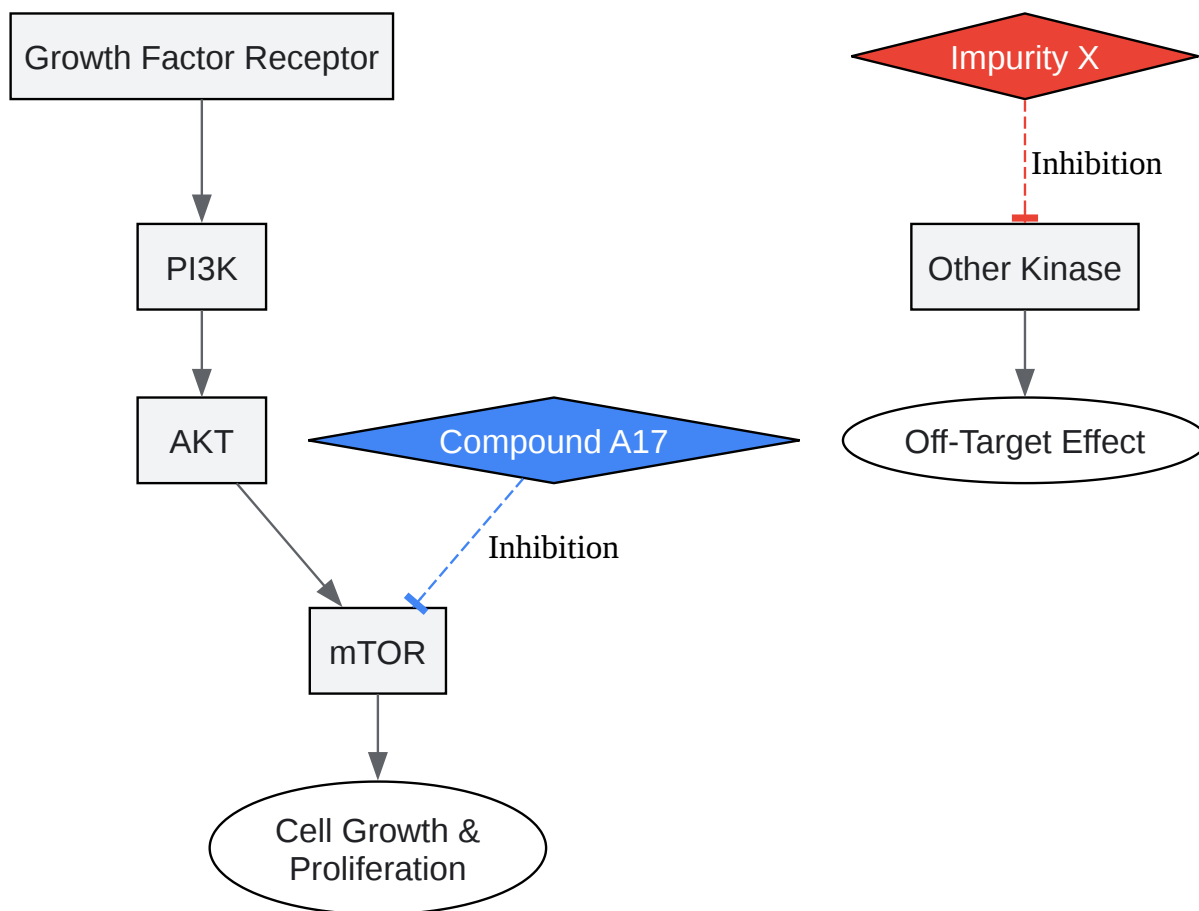 Growth Factor Receptor
Impurity X
Inhibition
PI3K
Other Kinase
AKT
Compound A17
Off-Target Effect
Inhibition
mTOR
Cell Growth &
Proliferation